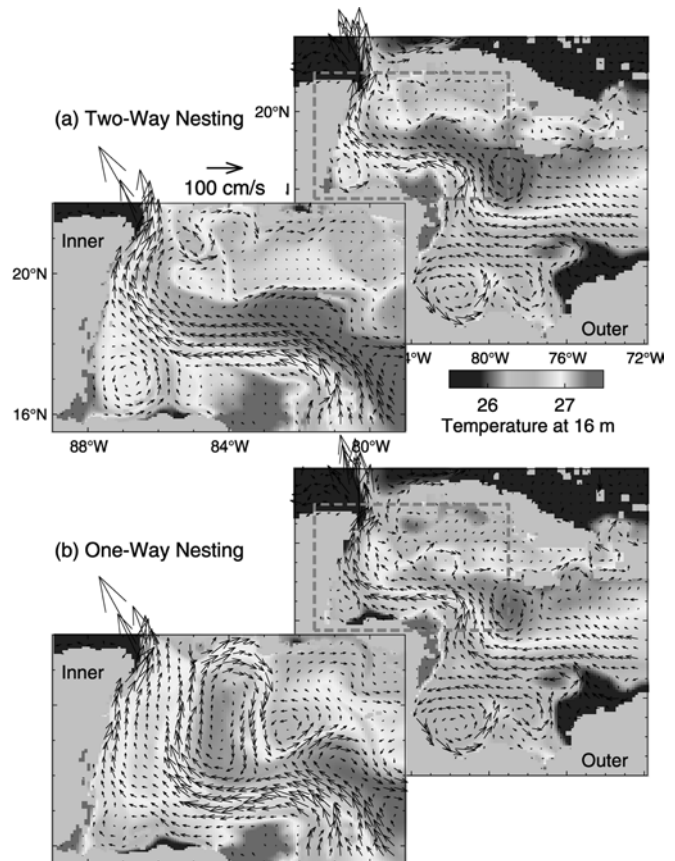 (a) Two-Way Nesting
20°N
100 cm/s
Inner
20°N
16°N
88°W
84°W
80°W
Outer
84°W
80°W
76°W
72°W
26
27
Temperature at 16 m
(b) One-Way Nesting
Inner
Outer